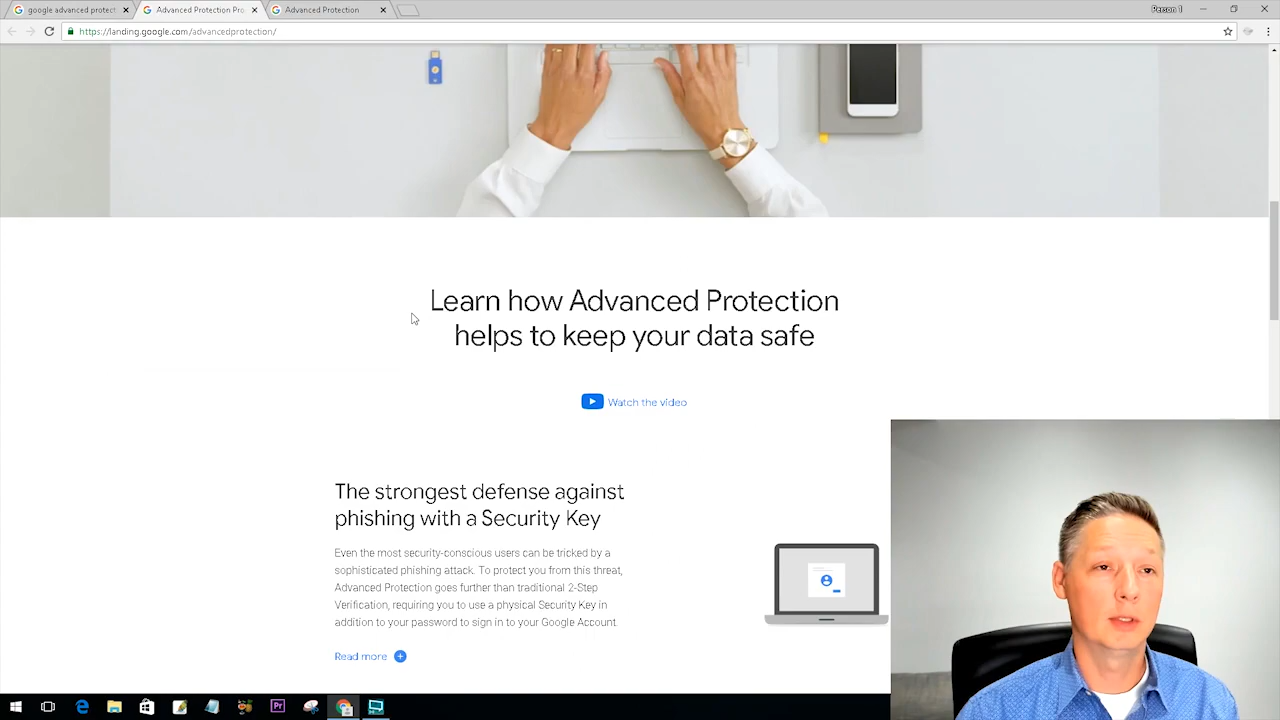 google advanced protect
Advanced Protection Pro
Advanced Protection
Person 1
https://landing.google.com/advancedprotection/
Learn how Advanced Protection
helps to keep your data safe
Watch the video
The strongest defense against
phishing with a Security Key
Even the most security-conscious users can be tricked by a
sophisticated phishing attack. To protect you from this threat,
Advanced Protection goes further than traditional 2-Step
Verification, requiring you to use a physical Security Key in
addition to your password to sign in to your Google Account.
Read more